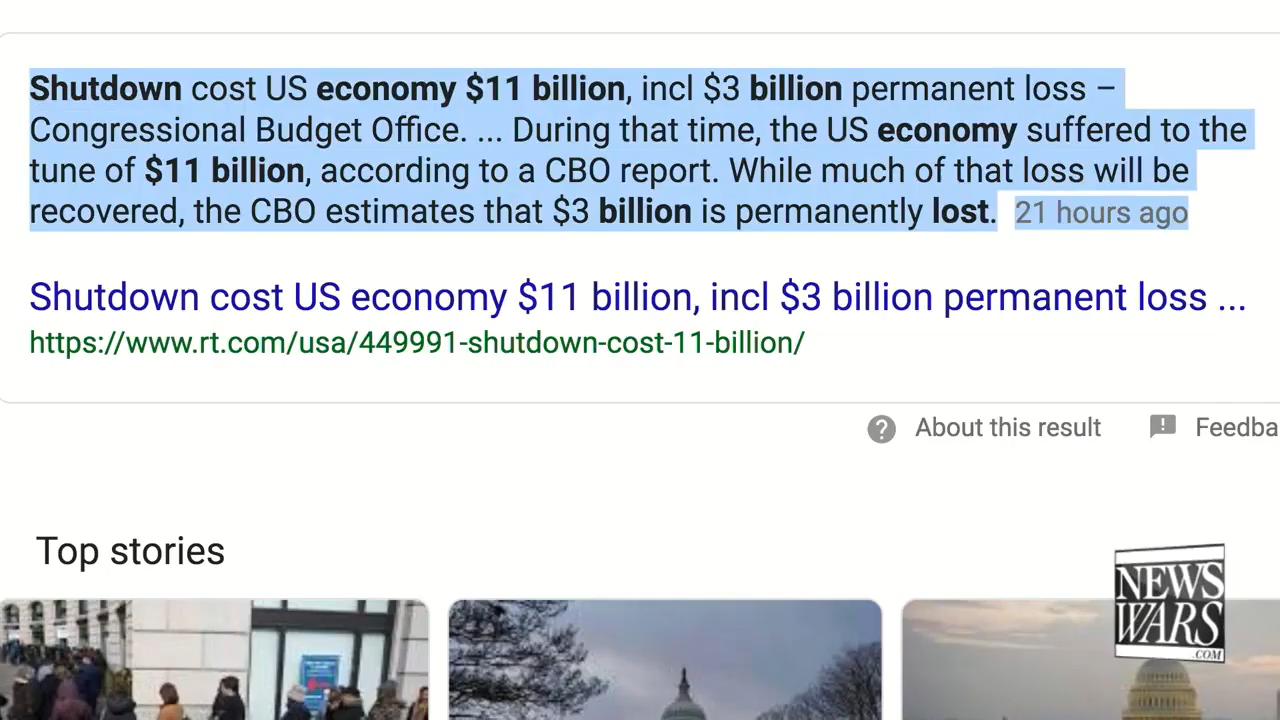 Shutdown cost US economy $11 billion, incl $3 billion permanent loss –
Congressional Budget Office. ... During that time, the US economy suffered to the
tune of $11 billion, according to a CBO report. While much of that loss will be
recovered, the CBO estimates that $3 billion is permanently lost. 21 hours ago
Shutdown cost US economy $11 billion, incl $3 billion permanent loss ...
https://www.rt.com/usa/449991-shutdown-cost-11-billion/
About this result
Feedba
Top stories
NEWS
WARS
.COM